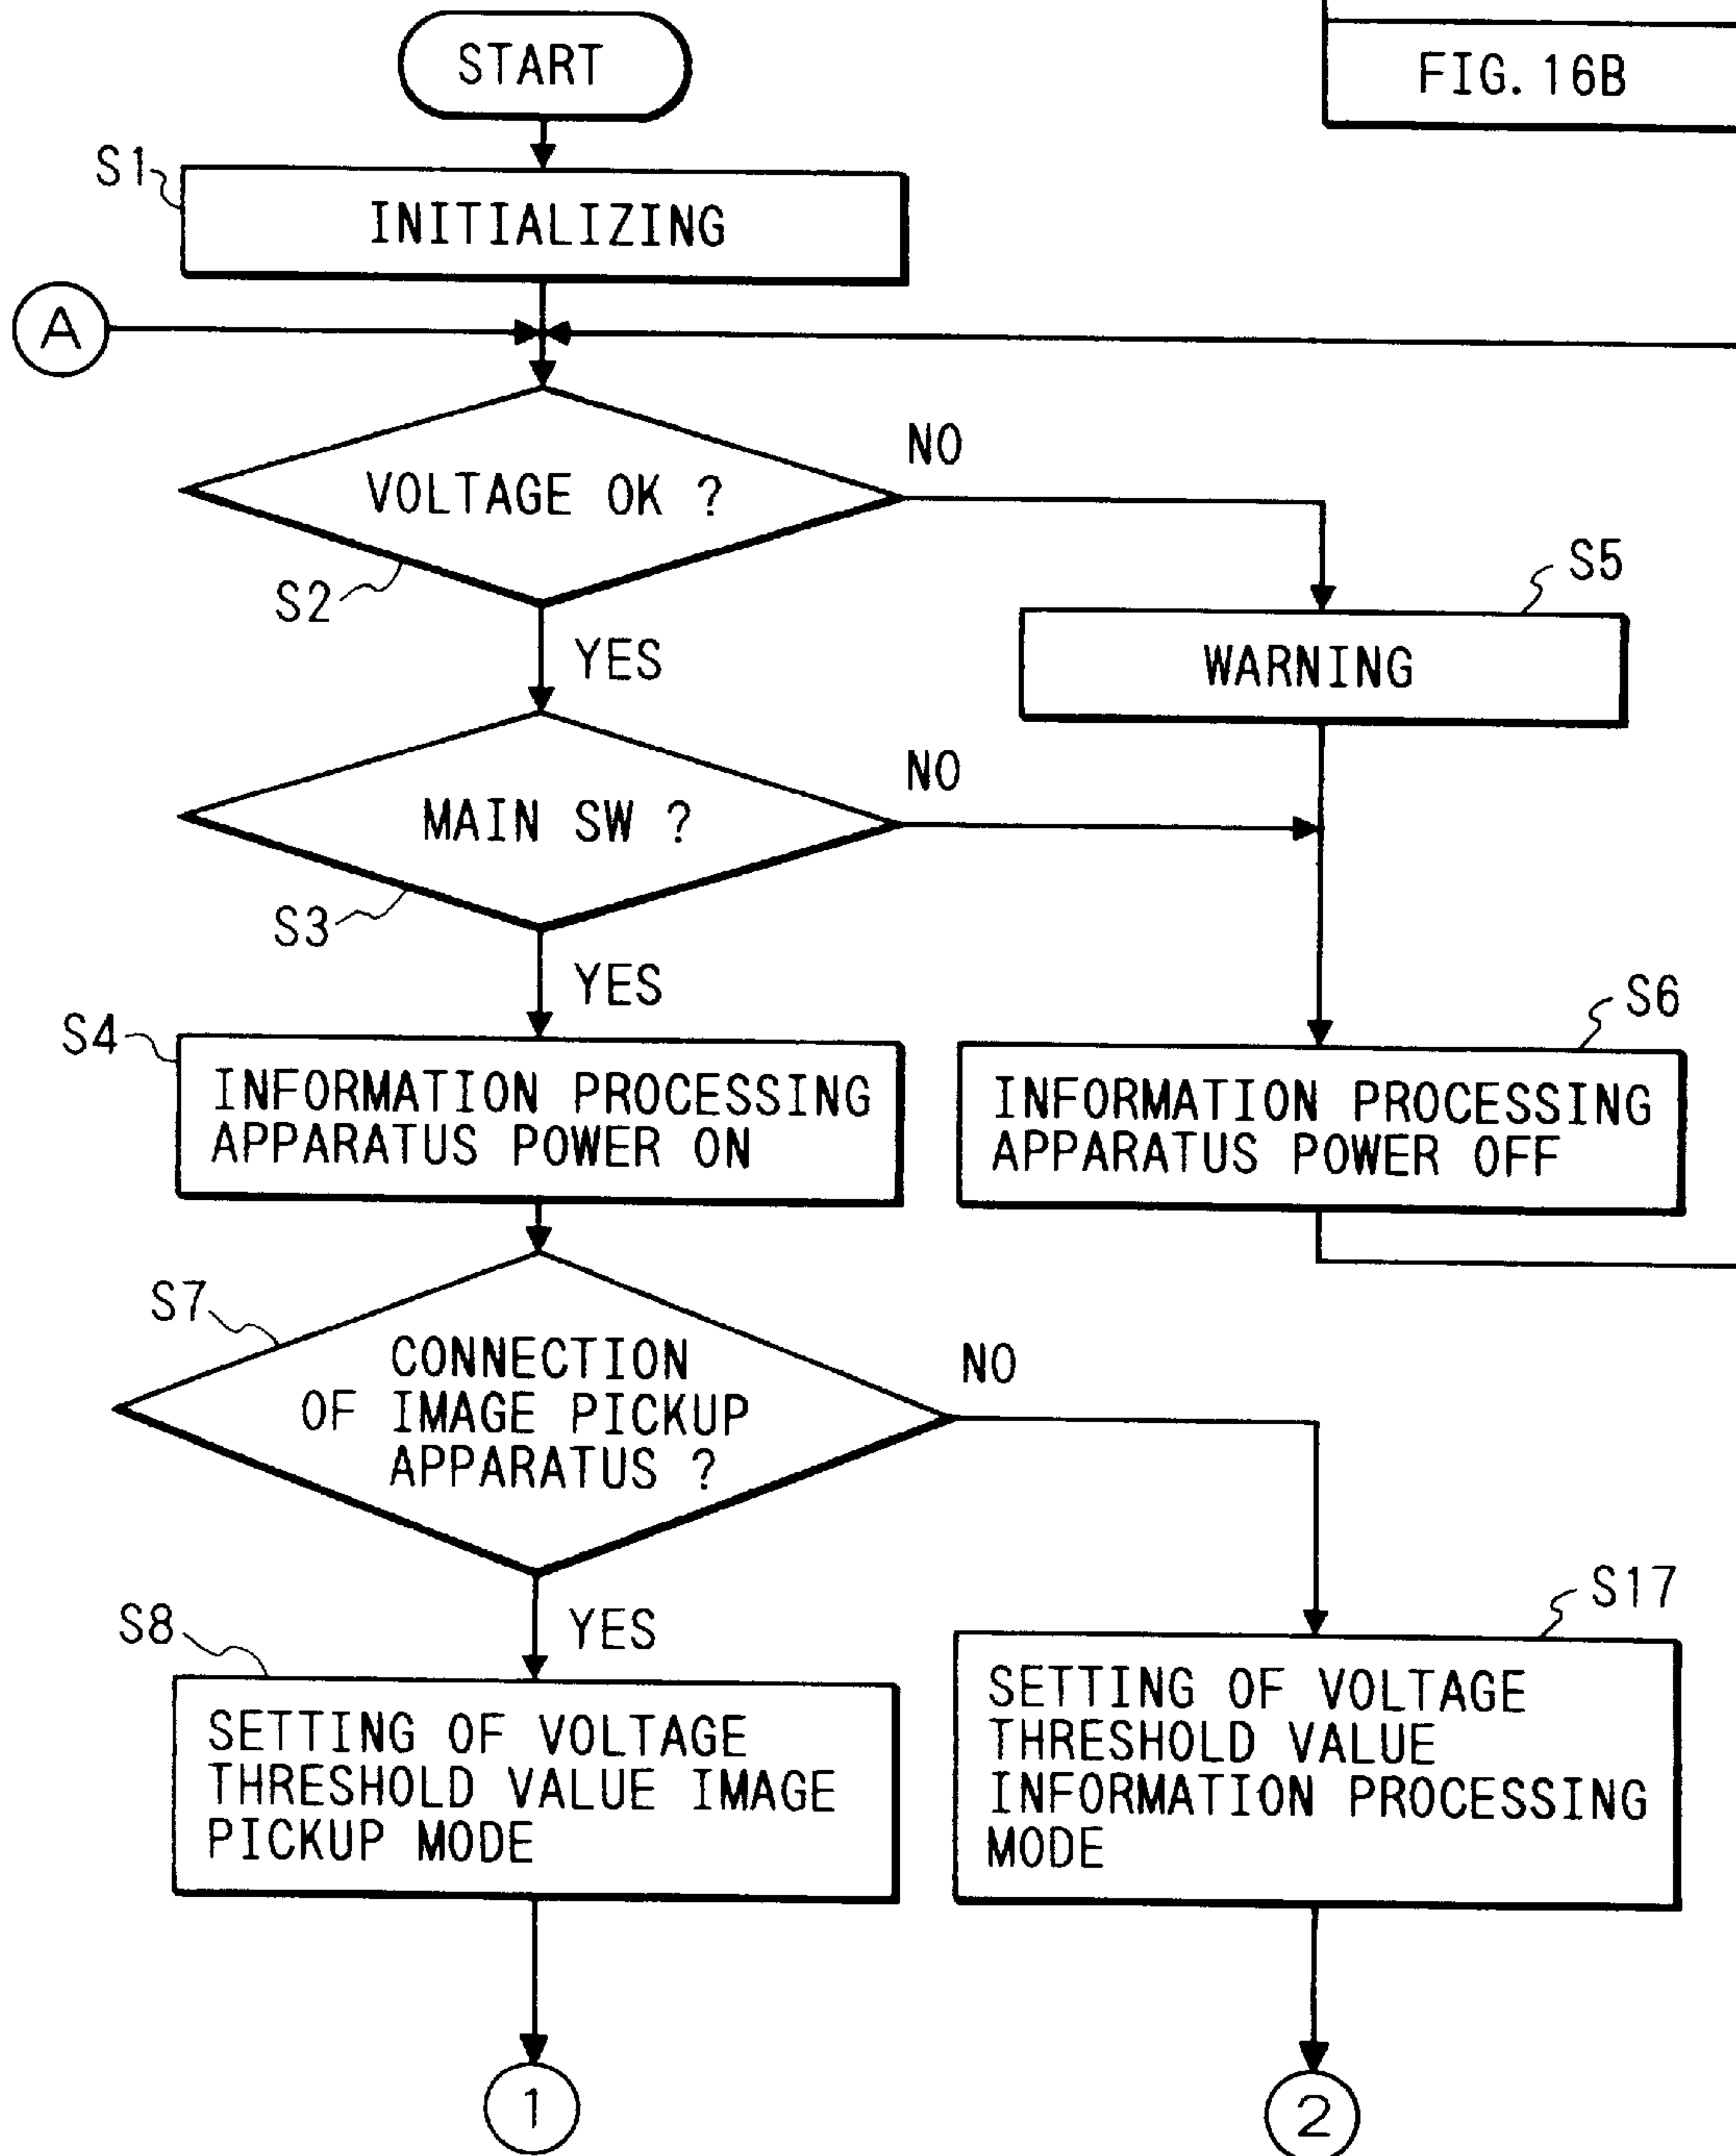 FIG. 16B
START
S1
INITIALIZING
A
VOLTAGE OK ?
NO
S2
YES
S5
WARNING
MAIN SW ?
NO
S3
YES
S4
INFORMATION PROCESSING
APPARATUS POWER ON
S6
INFORMATION PROCESSING
APPARATUS POWER OFF
S7
CONNECTION
OF IMAGE PICKUP
APPARATUS ?
NO
YES
S8
SETTING OF VOLTAGE
THRESHOLD VALUE IMAGE
PICKUP MODE
S17
SETTING OF VOLTAGE
THRESHOLD VALUE
INFORMATION PROCESSING
MODE
1
2